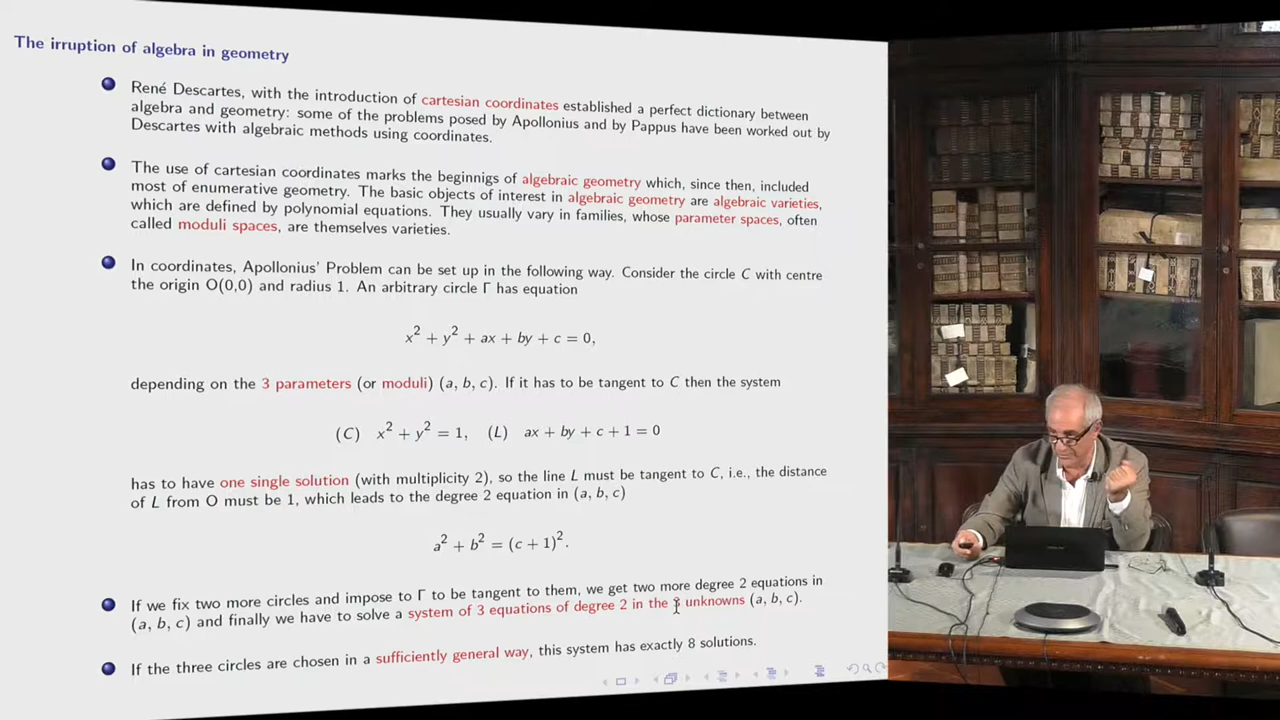 The irruption of algebra in geometry
René Descartes, with the introduction of cartesian coordinates established a perfect dictionary between
algebra and geometry: some of the problems posed by Apollonius and by Pappus have been worked out by
Descartes with algebraic methods using coordinates.
The use of cartesian coordinates marks the beginnigs of algebraic geometry which, since then, included
most of enumerative geometry. The basic objects of interest in algebraic geometry are algebraic varieties,
which are defined by polynomial equations. They usually vary in families, whose parameter spaces, often
called moduli spaces, are themselves varieties.
In coordinates, Apollonius' Problem can be set up in the following way. Consider the circle C with centre
the origin O(0,0) and radius 1. An arbitrary circle Γ has equation
x² + y² + ax + by + c = 0,
depending on the 3 parameters (or moduli) (a, b, c). If it has to be tangent to C then the system
(C) x² + y² = 1, (L) ax + by + c + 1 = 0
has to have one single solution (with multiplicity 2), so the line L must be tangent to C, i.e., the distance
of L from O must be 1, which leads to the degree 2 equation in (a, b, c)
a² + b² = (c + 1)².
If we fix two more circles and impose to Γ to be tangent to them, we get two more degree 2 equations in
(a, b, c) and finally we have to solve a system of 3 equations of degree 2 in the 3 unknowns (a, b, c).
If the three circles are chosen in a sufficiently general way, this system has exactly 8 solutions.